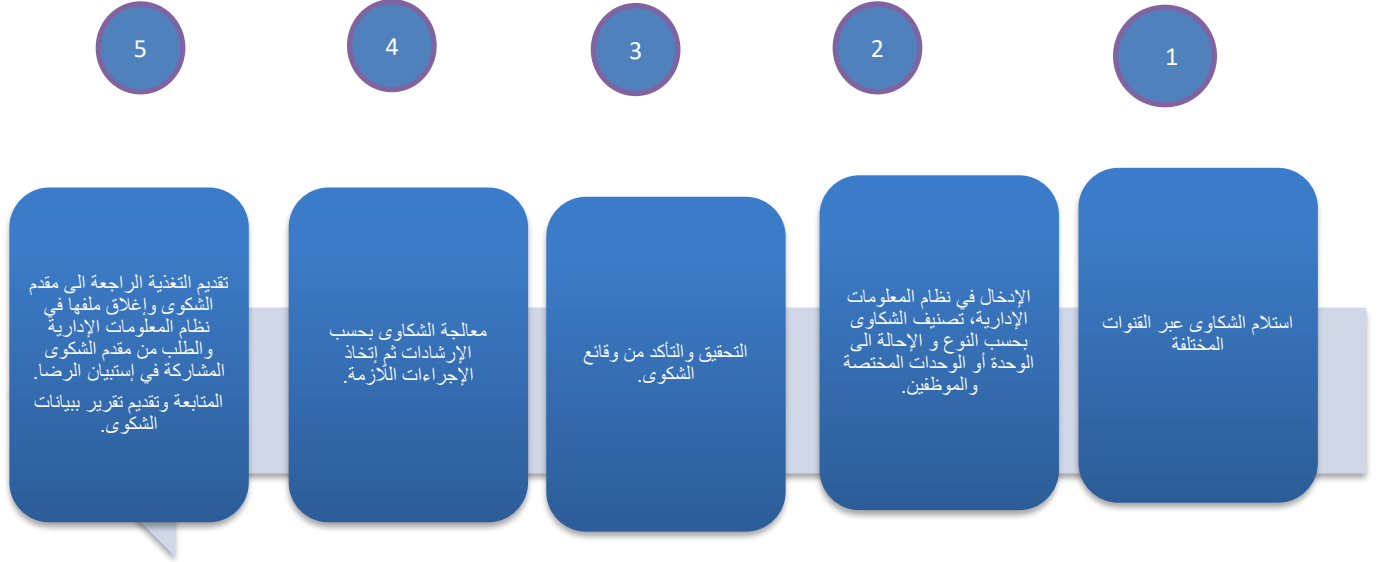 1
2
3
4
5
استلام الشكاوى عبر القنوات
المختلفة
الإدخال في نظام المعلومات
الإدارية، تصنيف الشكاوى
بحسب النوع و الإحالة الى
الوحدة أو الوحدات المختصة
والموظفين.
التحقيق والتأكد من وقائع
الشكوى.
معالجة الشكاوى بحسب
الإرشادات ثم إتخاذ
الإجراءات اللازمة.
تقديم التغذية الراجعة الى مقدم
الشكوى وإغلاق ملفها في
نظام المعلومات الإدارية
والطلب من مقدم الشكوى
المشاركة في إستبيان الرضا.
المتابعة وتقديم تقرير ببيانات
الشكوى.